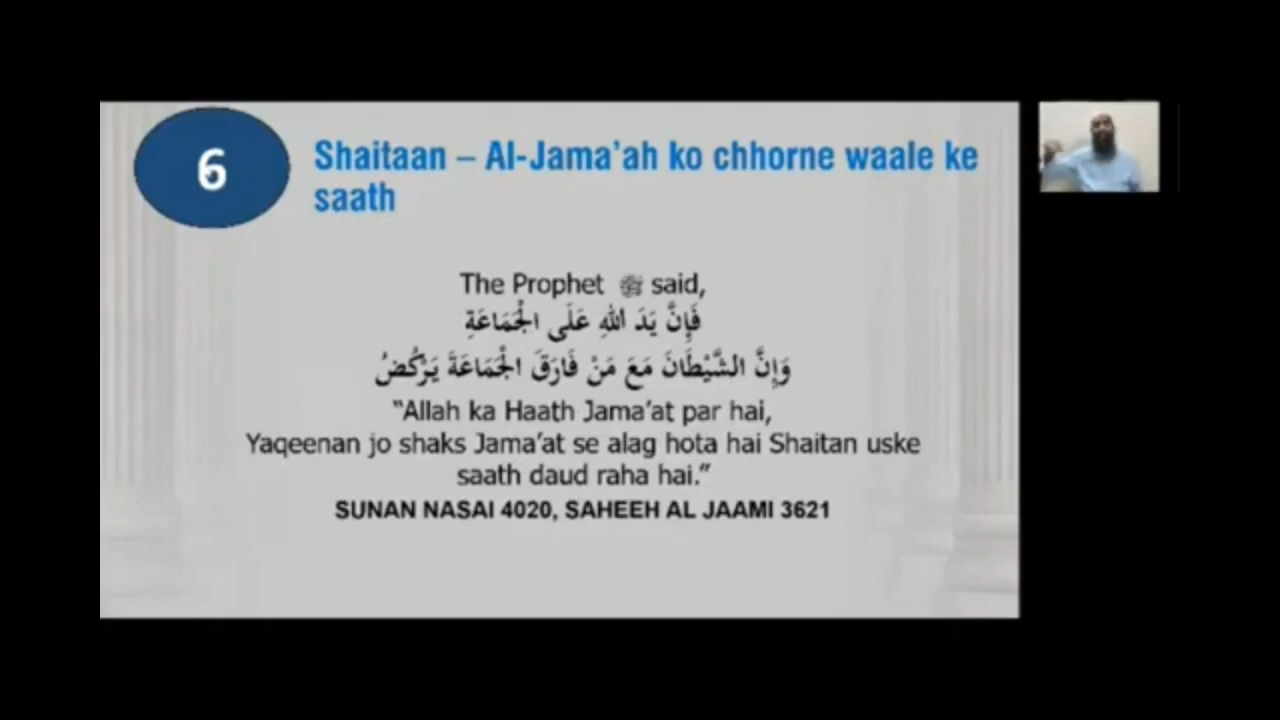 6
Shaitaan – Al-Jama'ah ko chhorne waale ke
saath
The Prophet ﷺ said,
فَإِنَّ يَدَ اللهِ عَلَى الْجَمَاعَةِ
وَإِنَّ الشَّيْطَانَ مَعَ مَنْ فَارَقَ الْجَمَاعَةَ يَرْكُضُ
"Allah ka Haath Jama'at par hai,
Yaqeenan jo shaks Jama'at se alag hota hai Shaitan uske
saath daud raha hai."
SUNAN NASAI 4020, SAHEEH AL JAAMI 3621